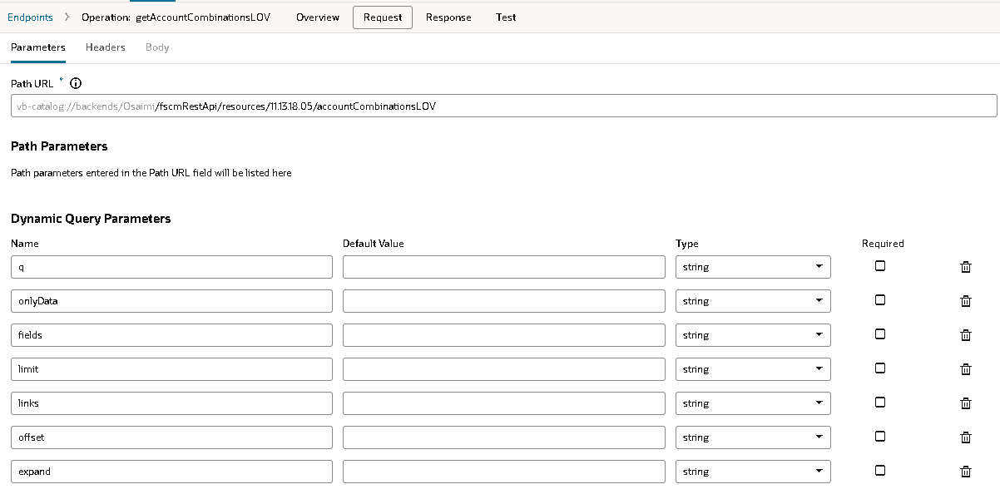 Endpoints > Operation: getAccountCombinationsLOV Overview Request Response Test
Parameters Headers Body
Path URL *
vb-catalog://backends/Osaimi/fscmRestApi/resources/11.13.18.05/accountCombinationsLOV
Path Parameters
Path parameters entered in the Path URL field will be listed here
Dynamic Query Parameters
Name Default Value Type Required
q string
onlyData string
fields string
limit string
links string
offset string
expand string